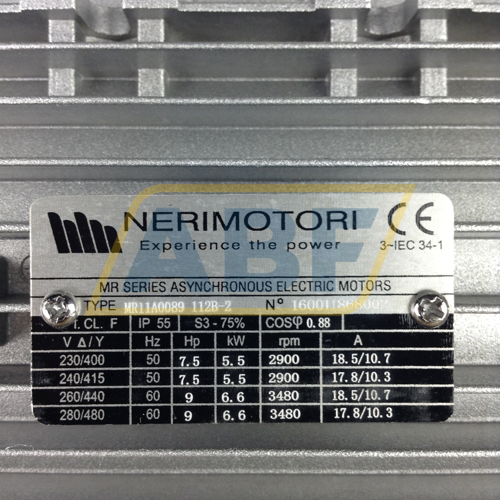 NERIMOTORI CE
Experience the power 3~IEC 34-1
MR SERIES ASYNCHRONOUS ELECTRIC MOTORS
TYPE MR11A0089 112B-2 N°
T. CL. F IP 55 S3-75% COSφ 0.88
V Δ/Y Hz Hp kW rpm A
230/400 50 7.5 5.5 2900 18.5/10.7
240/415 50 7.5 5.5 2900 17.8/10.3
260/440 60 9 6.6 3480 18.5/10.7
280/480 60 9 6.6 3480 17.8/10.3
ABF